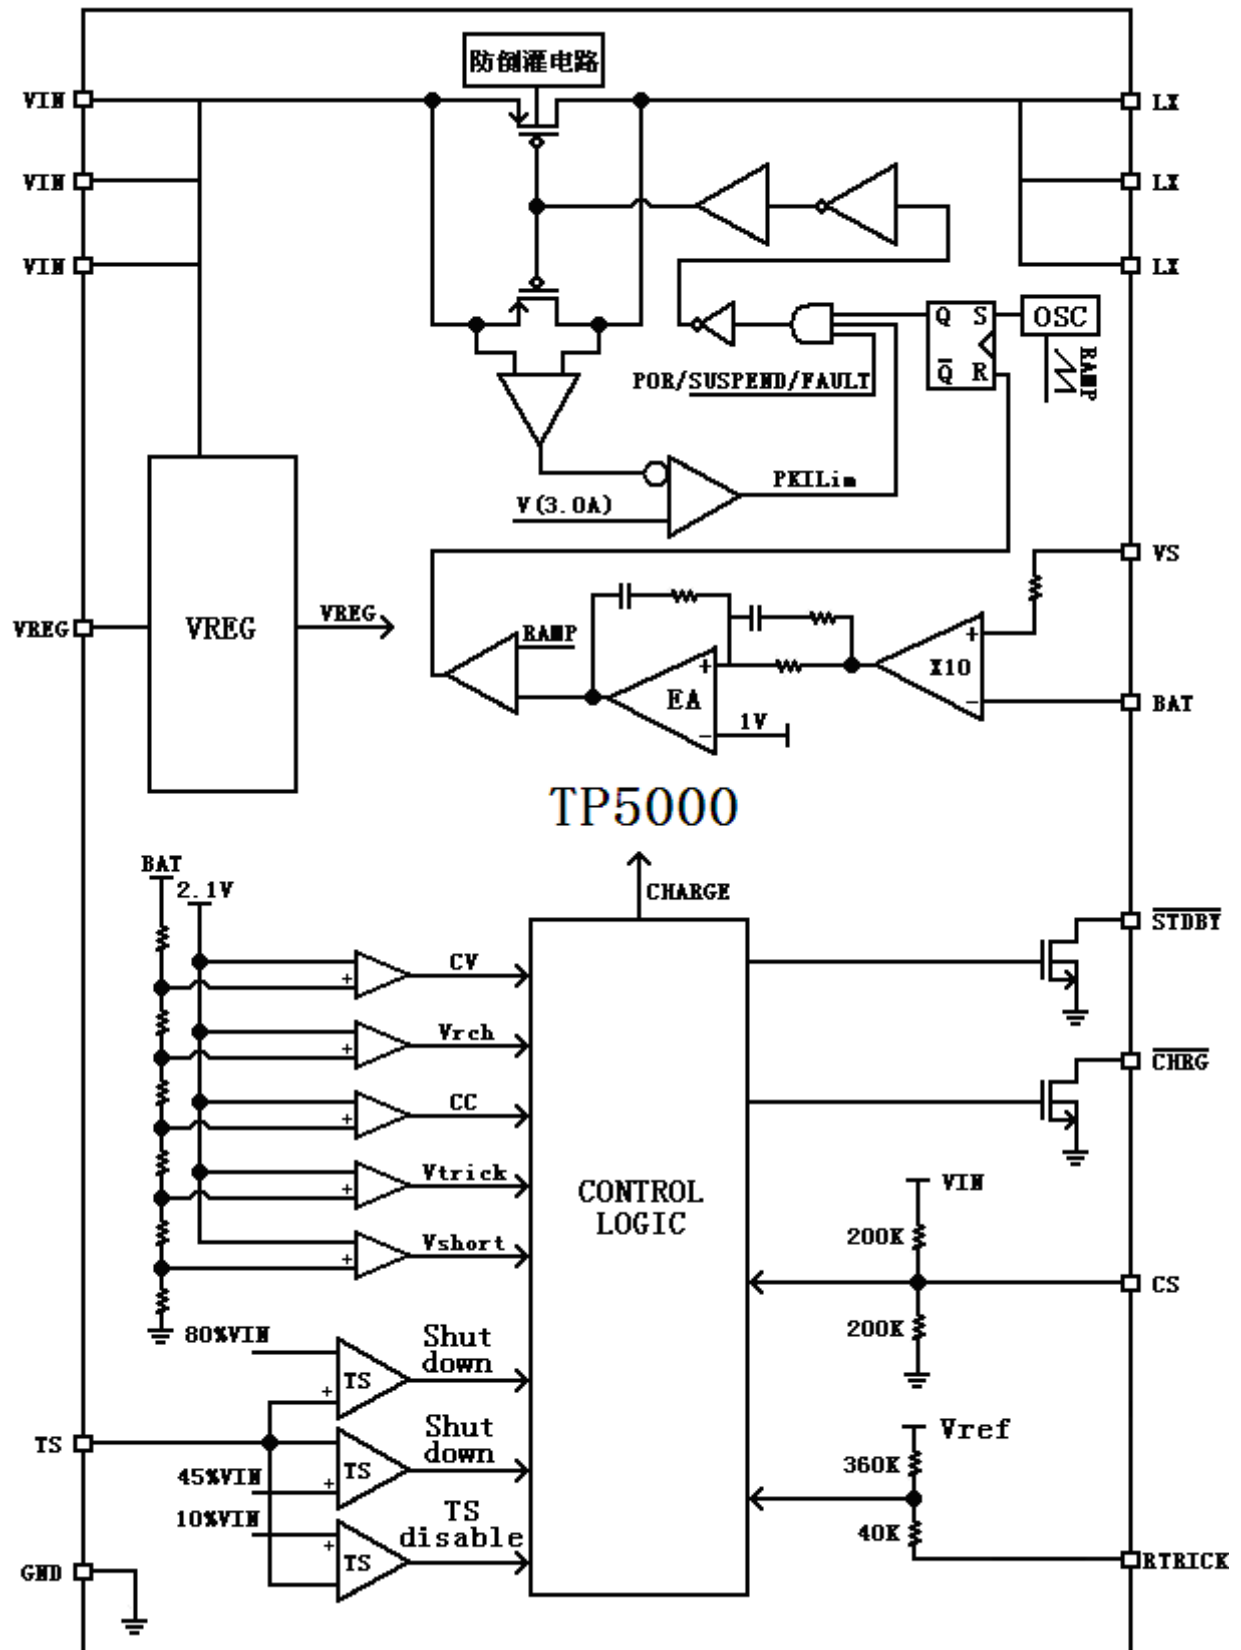 防倒灌电路
VIN
LX
VIN
LX
VIN
LX
Q S
OSC
Q̅ R
RAMP
POR/SUSPEND/FAULT
PKILim
V(3.0A)
VS
VREG
VREG
VREG
RAMP
+
X10
-
+
EA
-
1V
BAT
TP5000
BAT
2.1V
CHARGE
STDBY
+
CV
+
Vrch
CHRG
+
CC
+
Vtrick
CONTROL
LOGIC
VIN
+
Vshort
200K
CS
200K
80%VIN
Shut
down
+
TS
TS
Shut
down
45%VIN
+
TS
Vref
360K
10%VIN
TS
disable
+
TS
40K
GND
RTRICK